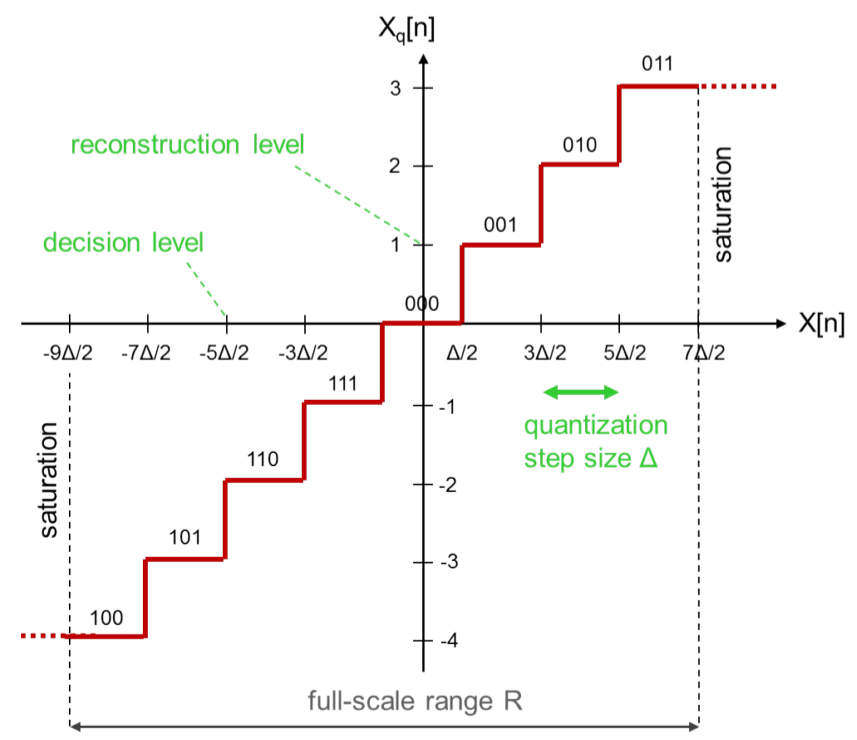 Xq[n]
011
3
010
reconstruction level
2
saturation
001
decision level
1
000
X[n]
-9Δ/2 -7Δ/2 -5Δ/2 -3Δ/2 Δ/2 3Δ/2 5Δ/2 7Δ/2
111
-1
quantization
step size Δ
saturation
110
-2
101
-3
100
-4
full-scale range R